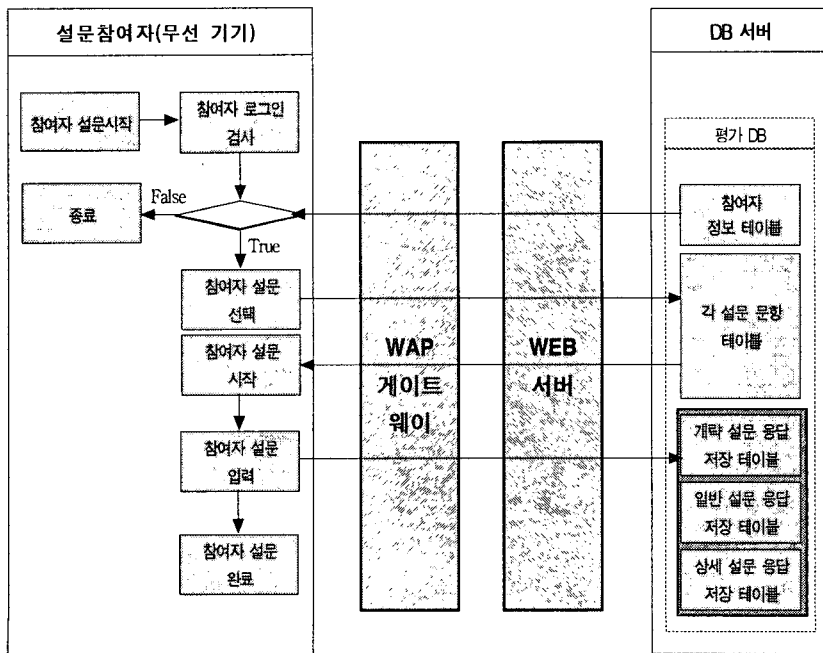 설문참여자(무선 기기)
참여자 설문시작
참여자 로그인
검사
False
종료
True
참여자 설문
선택
참여자 설문
시작
참여자 설문
입력
참여자 설문
완료
WAP
게이트
웨이
WEB
서버
DB 서버
평가 DB
참여자
정보 테이블
각 설문 문항
테이블
개략 설문 응답
저장 테이블
일반 설문 응답
저장 테이블
상세 설문 응답
저장 테이블